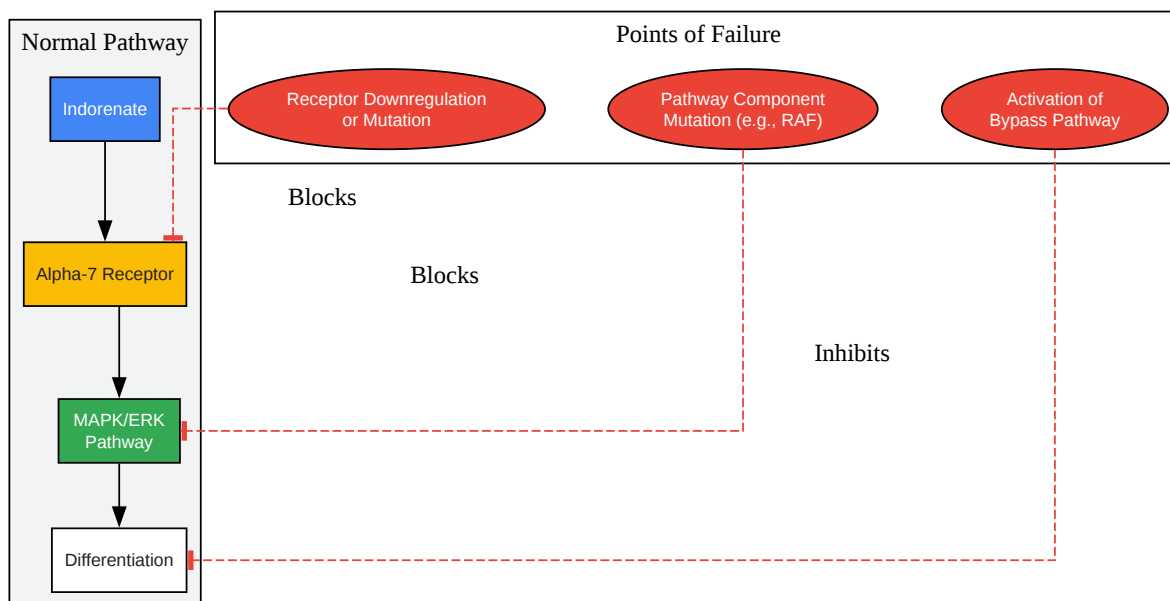 Normal Pathway
Indorenate
Alpha-7 Receptor
MAPK/ERK
Pathway
Differentiation
Points of Failure
Receptor Downregulation
or Mutation
Pathway Component
Mutation (e.g., RAF)
Activation of
Bypass Pathway
Blocks
Blocks
Inhibits